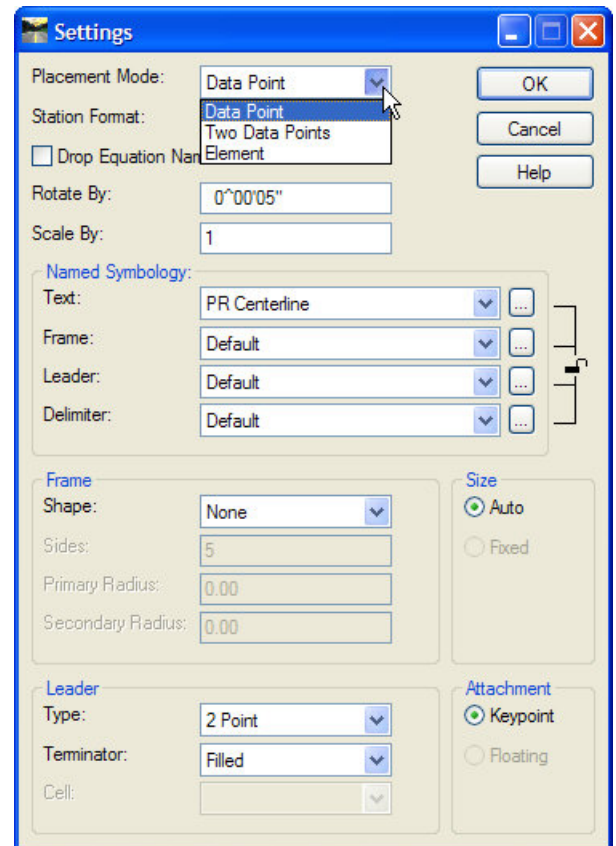 Settings
Placement Mode: Data Point OK
Station Format: Data Point
Two Data Points Cancel
Drop Equation Element
Help
Rotate By: 0^00'05"
Scale By: 1
Named Symbology:
Text: PR Centerline ...
Frame: Default ...
Leader: Default ...
Delimiter: Default ...
Frame Size
Shape: None Auto
Sides: 5 Fixed
Primary Radius: 0.00
Secondary Radius: 0.00
Leader Attachment
Type: 2 Point Keypoint
Terminator: Filled Floating
Cell: